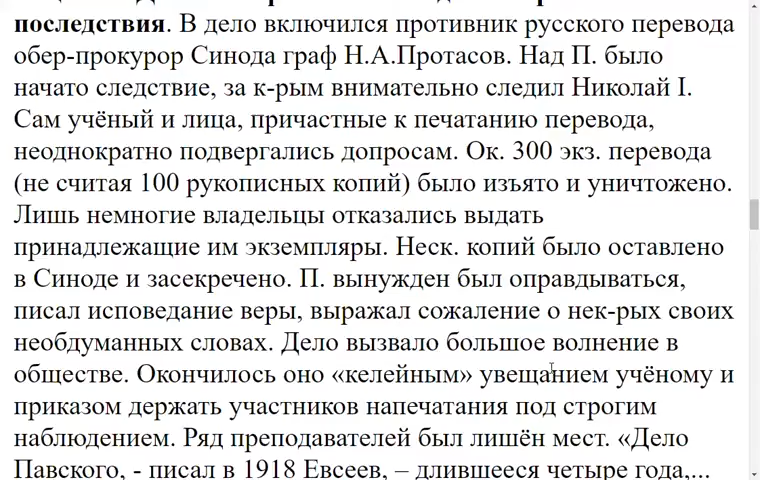 последствия. В дело включился противник русского перевода
обер-прокурор Синода граф Н.А.Протасов. Над П. было
начато следствие, за к-рым внимательно следил Николай I.
Сам учёный и лица, причастные к печатанию перевода,
неоднократно подвергались допросам. Ок. 300 экз. перевода
(не считая 100 рукописных копий) было изъято и уничтожено.
Лишь немногие владельцы отказались выдать
принадлежащие им экземпляры. Неск. копий было оставлено
в Синоде и засекречено. П. вынужден был оправдываться,
писал исповедание веры, выражал сожаление о нек-рых своих
необдуманных словах. Дело вызвало большое волнение в
обществе. Окончилось оно «келейным» увещанием учёному и
приказом держать участников напечатания под строгим
наблюдением. Ряд преподавателей был лишён мест. «Дело
Павского, - писал в 1918 Евсеев, – длившееся четыре года,...